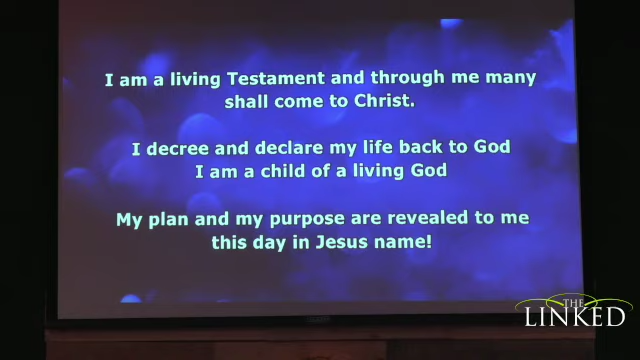 I am a living Testament and through me many
shall come to Christ.
I decree and declare my life back to God
I am a child of a living God
My plan and my purpose are revealed to me
this day in Jesus name!
THE
LINKED